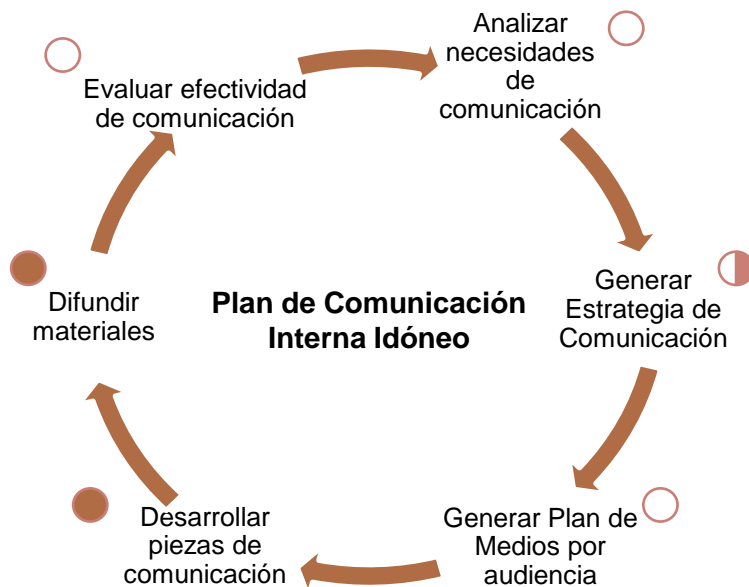 Analizar
necesidades
de
comunicación
Generar
Estrategia de
Comunicación
Generar Plan de
Medios por
audiencia
Desarrollar
piezas de
comunicación
Difundir
materiales
Evaluar efectividad
de comunicación
Plan de Comunicación
Interna Idóneo